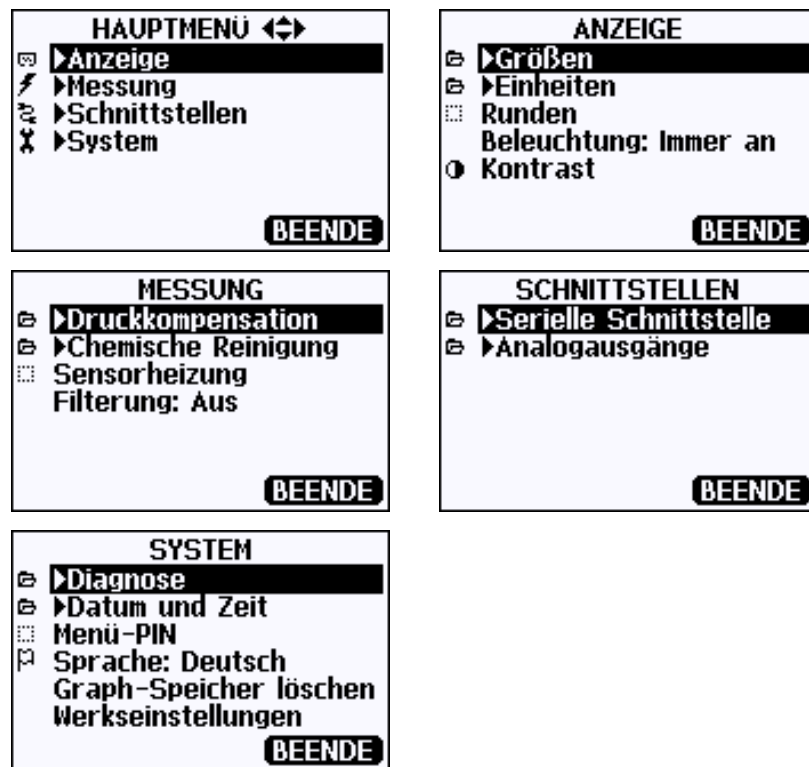 HAUPTMENÜ
Anzeige
Messung
Schnittstellen
System
BEENDE
ANZEIGE
Größen
Einheiten
Runden
Beleuchtung: Immer an
Kontrast
BEENDE
MESSUNG
Druckkompensation
Chemische Reinigung
Sensorheizung
Filterung: Aus
BEENDE
SCHNITTSTELLEN
Serielle Schnittstelle
Analogausgänge
BEENDE
SYSTEM
Diagnose
Datum und Zeit
Menü-PIN
Sprache: Deutsch
Graph-Speicher löschen
Werkseinstellungen
BEENDE